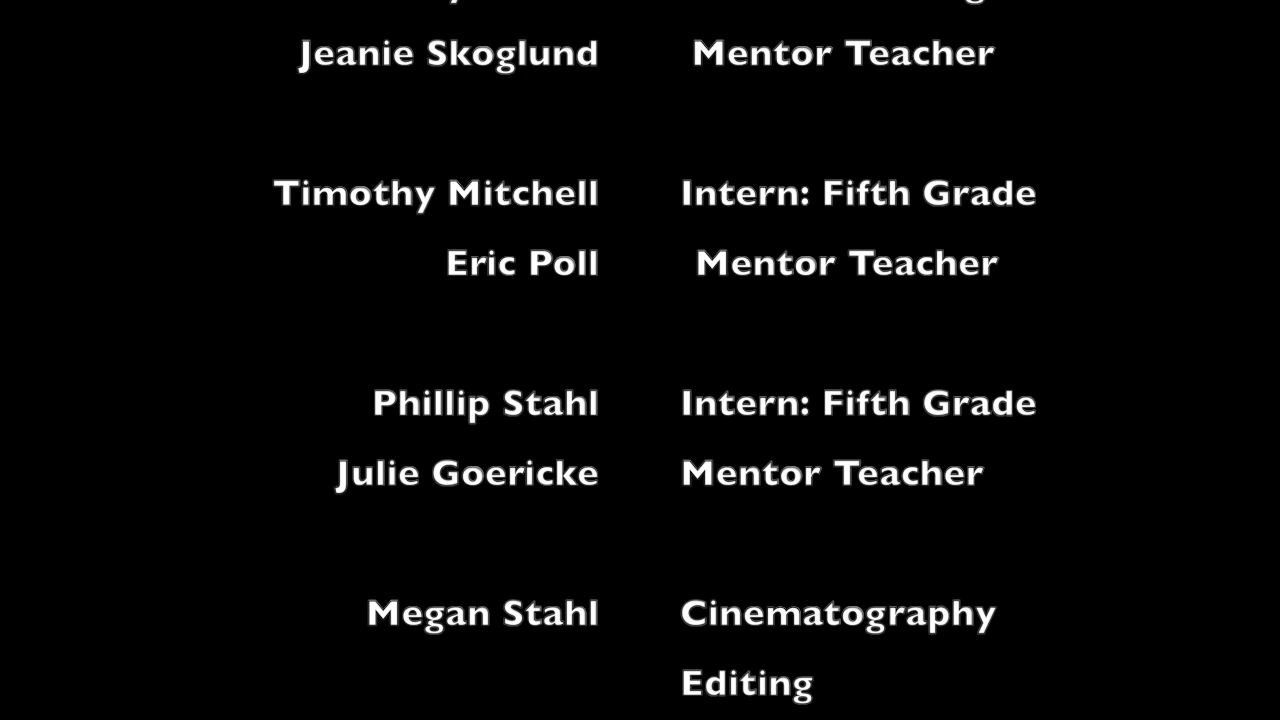 Jeanie Skoglund Mentor Teacher
Timothy Mitchell Intern: Fifth Grade
Eric Poll Mentor Teacher
Phillip Stahl Intern: Fifth Grade
Julie Goericke Mentor Teacher
Megan Stahl Cinematography
Editing